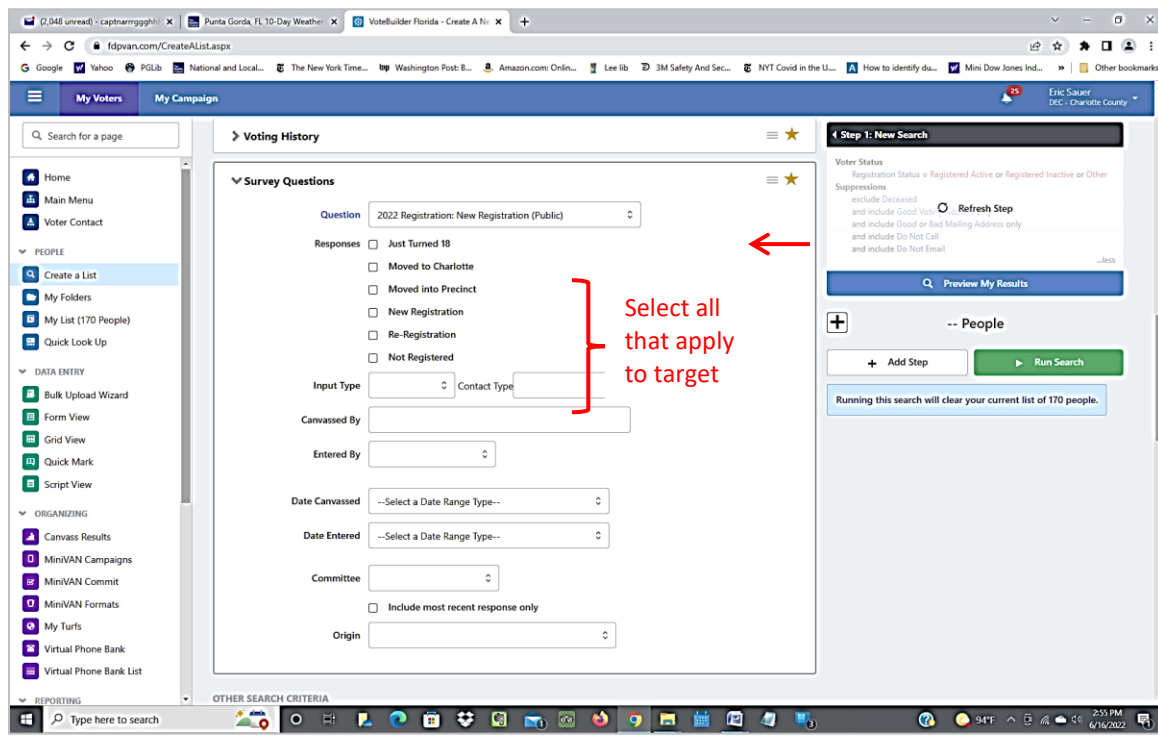 (2,048 unread) - captnarrrggghh
Punta Gorda, FL 10-Day Weather
VoteBuilder Florida - Create A Ne
fdpvan.com/CreateAList.aspx
Google Yahoo PGLib National and Local... The New York Time... Washington Post: B... Amazon.com: Onlin... Lee lib 3M Safety And Sec... NYT Covid in the U... How to identify du... Mini Dow Jones Ind... » Other bookmarks
My Voters My Campaign
25
Eric Sauer
DEC - Charlotte County
Search for a page
Home
Main Menu
Voter Contact
PEOPLE
Create a List
My Folders
My List (170 People)
Quick Look Up
DATA ENTRY
Bulk Upload Wizard
Form View
Grid View
Quick Mark
Script View
ORGANIZING
Canvass Results
MiniVAN Campaigns
MiniVAN Commit
MiniVAN Formats
My Turfs
Virtual Phone Bank
Virtual Phone Bank List
REPORTING
Voting History
Survey Questions
Question 2022 Registration: New Registration (Public)
Responses Just Turned 18
Moved to Charlotte
Moved into Precinct
New Registration
Re-Registration
Not Registered
Input Type Contact Type
Canvassed By
Entered By
Date Canvassed --Select a Date Range Type--
Date Entered --Select a Date Range Type--
Committee
Include most recent response only
Origin
OTHER SEARCH CRITERIA
Select all
that apply
to target
Step 1: New Search
Voter Status
Registration Status = Registered Active or Registered Inactive or Other
Suppressions
exclude Deceased
and include Good
and include Good or Bad Mailing Address only
and include Do Not Call
and include Do Not Email
Refresh Step
...less
Preview My Results
-- People
Add Step
Run Search
Running this search will clear your current list of 170 people.
Type here to search
94°F
2:55 PM
6/16/2022